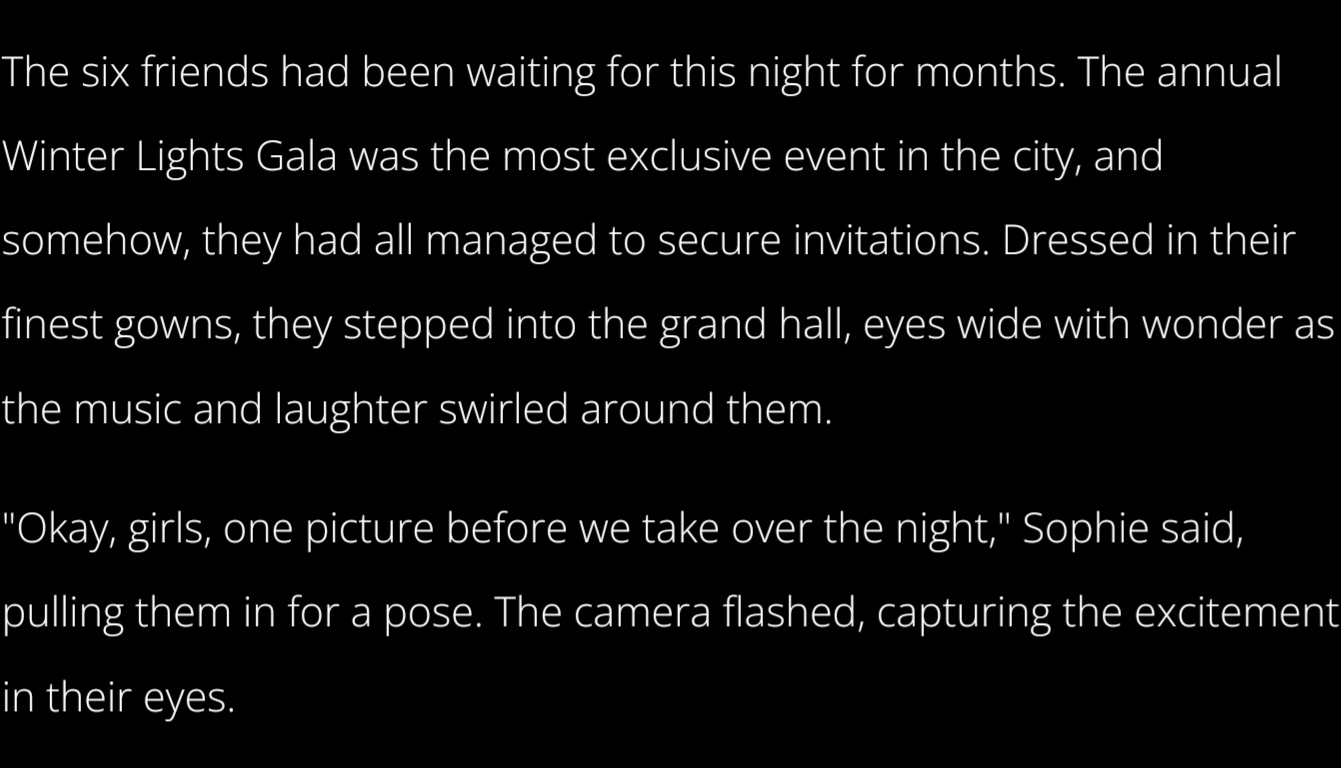 The six friends had been waiting for this night for months. The annual
Winter Lights Gala was the most exclusive event in the city, and
somehow, they had all managed to secure invitations. Dressed in their
finest gowns, they stepped into the grand hall, eyes wide with wonder as
the music and laughter swirled around them.
"Okay, girls, one picture before we take over the night," Sophie said,
pulling them in for a pose. The camera flashed, capturing the excitement
in their eyes.